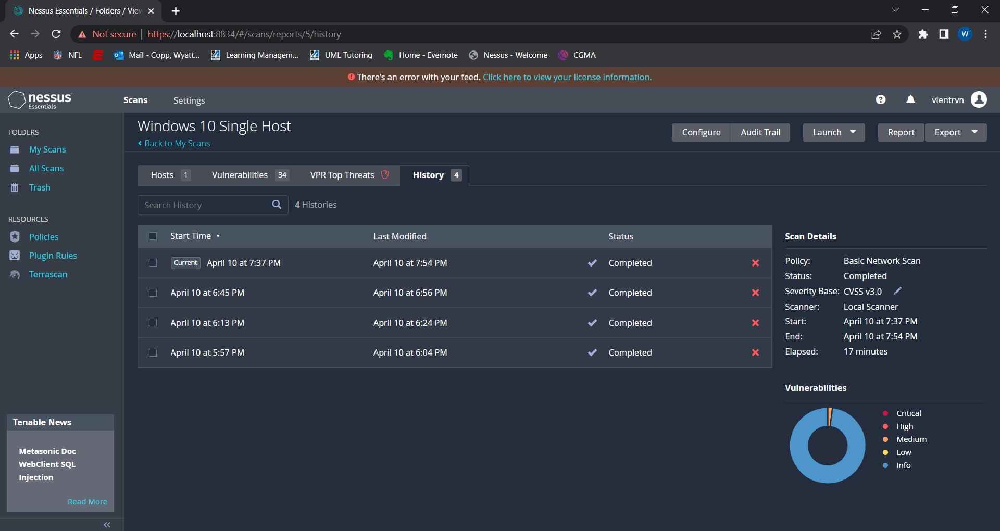 Nessus Essentials / Folders / View
Not secure | https://localhost:8834/#/scans/reports/5/history
W
Apps NFL Mail - Copp, Wyatt... Learning Managem... UML Tutoring Home - Evernote Nessus - Welcome CGMA
There's an error with your feed. Click here to view your license information.
nessus
Essentials
Scans Settings
vientrvn
FOLDERS
My Scans
All Scans
Trash
RESOURCES
Policies
Plugin Rules
Terrascan
Tenable News
Metasonic Doc
WebClient SQL
Injection
Read More
Windows 10 Single Host
Back to My Scans
Configure Audit Trail Launch Report Export
Hosts 1 Vulnerabilities 34 VPR Top Threats History 4
Search History 4 Histories
Start Time Last Modified Status
Current April 10 at 7:37 PM April 10 at 7:54 PM Completed
April 10 at 6:45 PM April 10 at 6:56 PM Completed
April 10 at 6:13 PM April 10 at 6:24 PM Completed
April 10 at 5:57 PM April 10 at 6:04 PM Completed
Scan Details
Policy: Basic Network Scan
Status: Completed
Severity Base: CVSS v3.0
Scanner: Local Scanner
Start: April 10 at 7:37 PM
End: April 10 at 7:54 PM
Elapsed: 17 minutes
Vulnerabilities
Critical
High
Medium
Low
Info